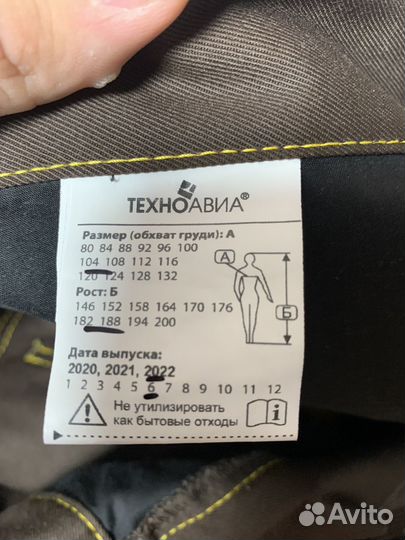 ТЕХНОАВИА®
Размер (обхват груди): А
80 84 88 92 96 100
104 108 112 116
120 124 128 132
Рост: Б
146 152 158 164 170 176
182 188 194 200
А
Б
Дата выпуска:
2020, 2021, 2022
1 2 3 4 5 6 7 8 9 10 11 12
Не утилизировать
как бытовые отходы
i
Avito